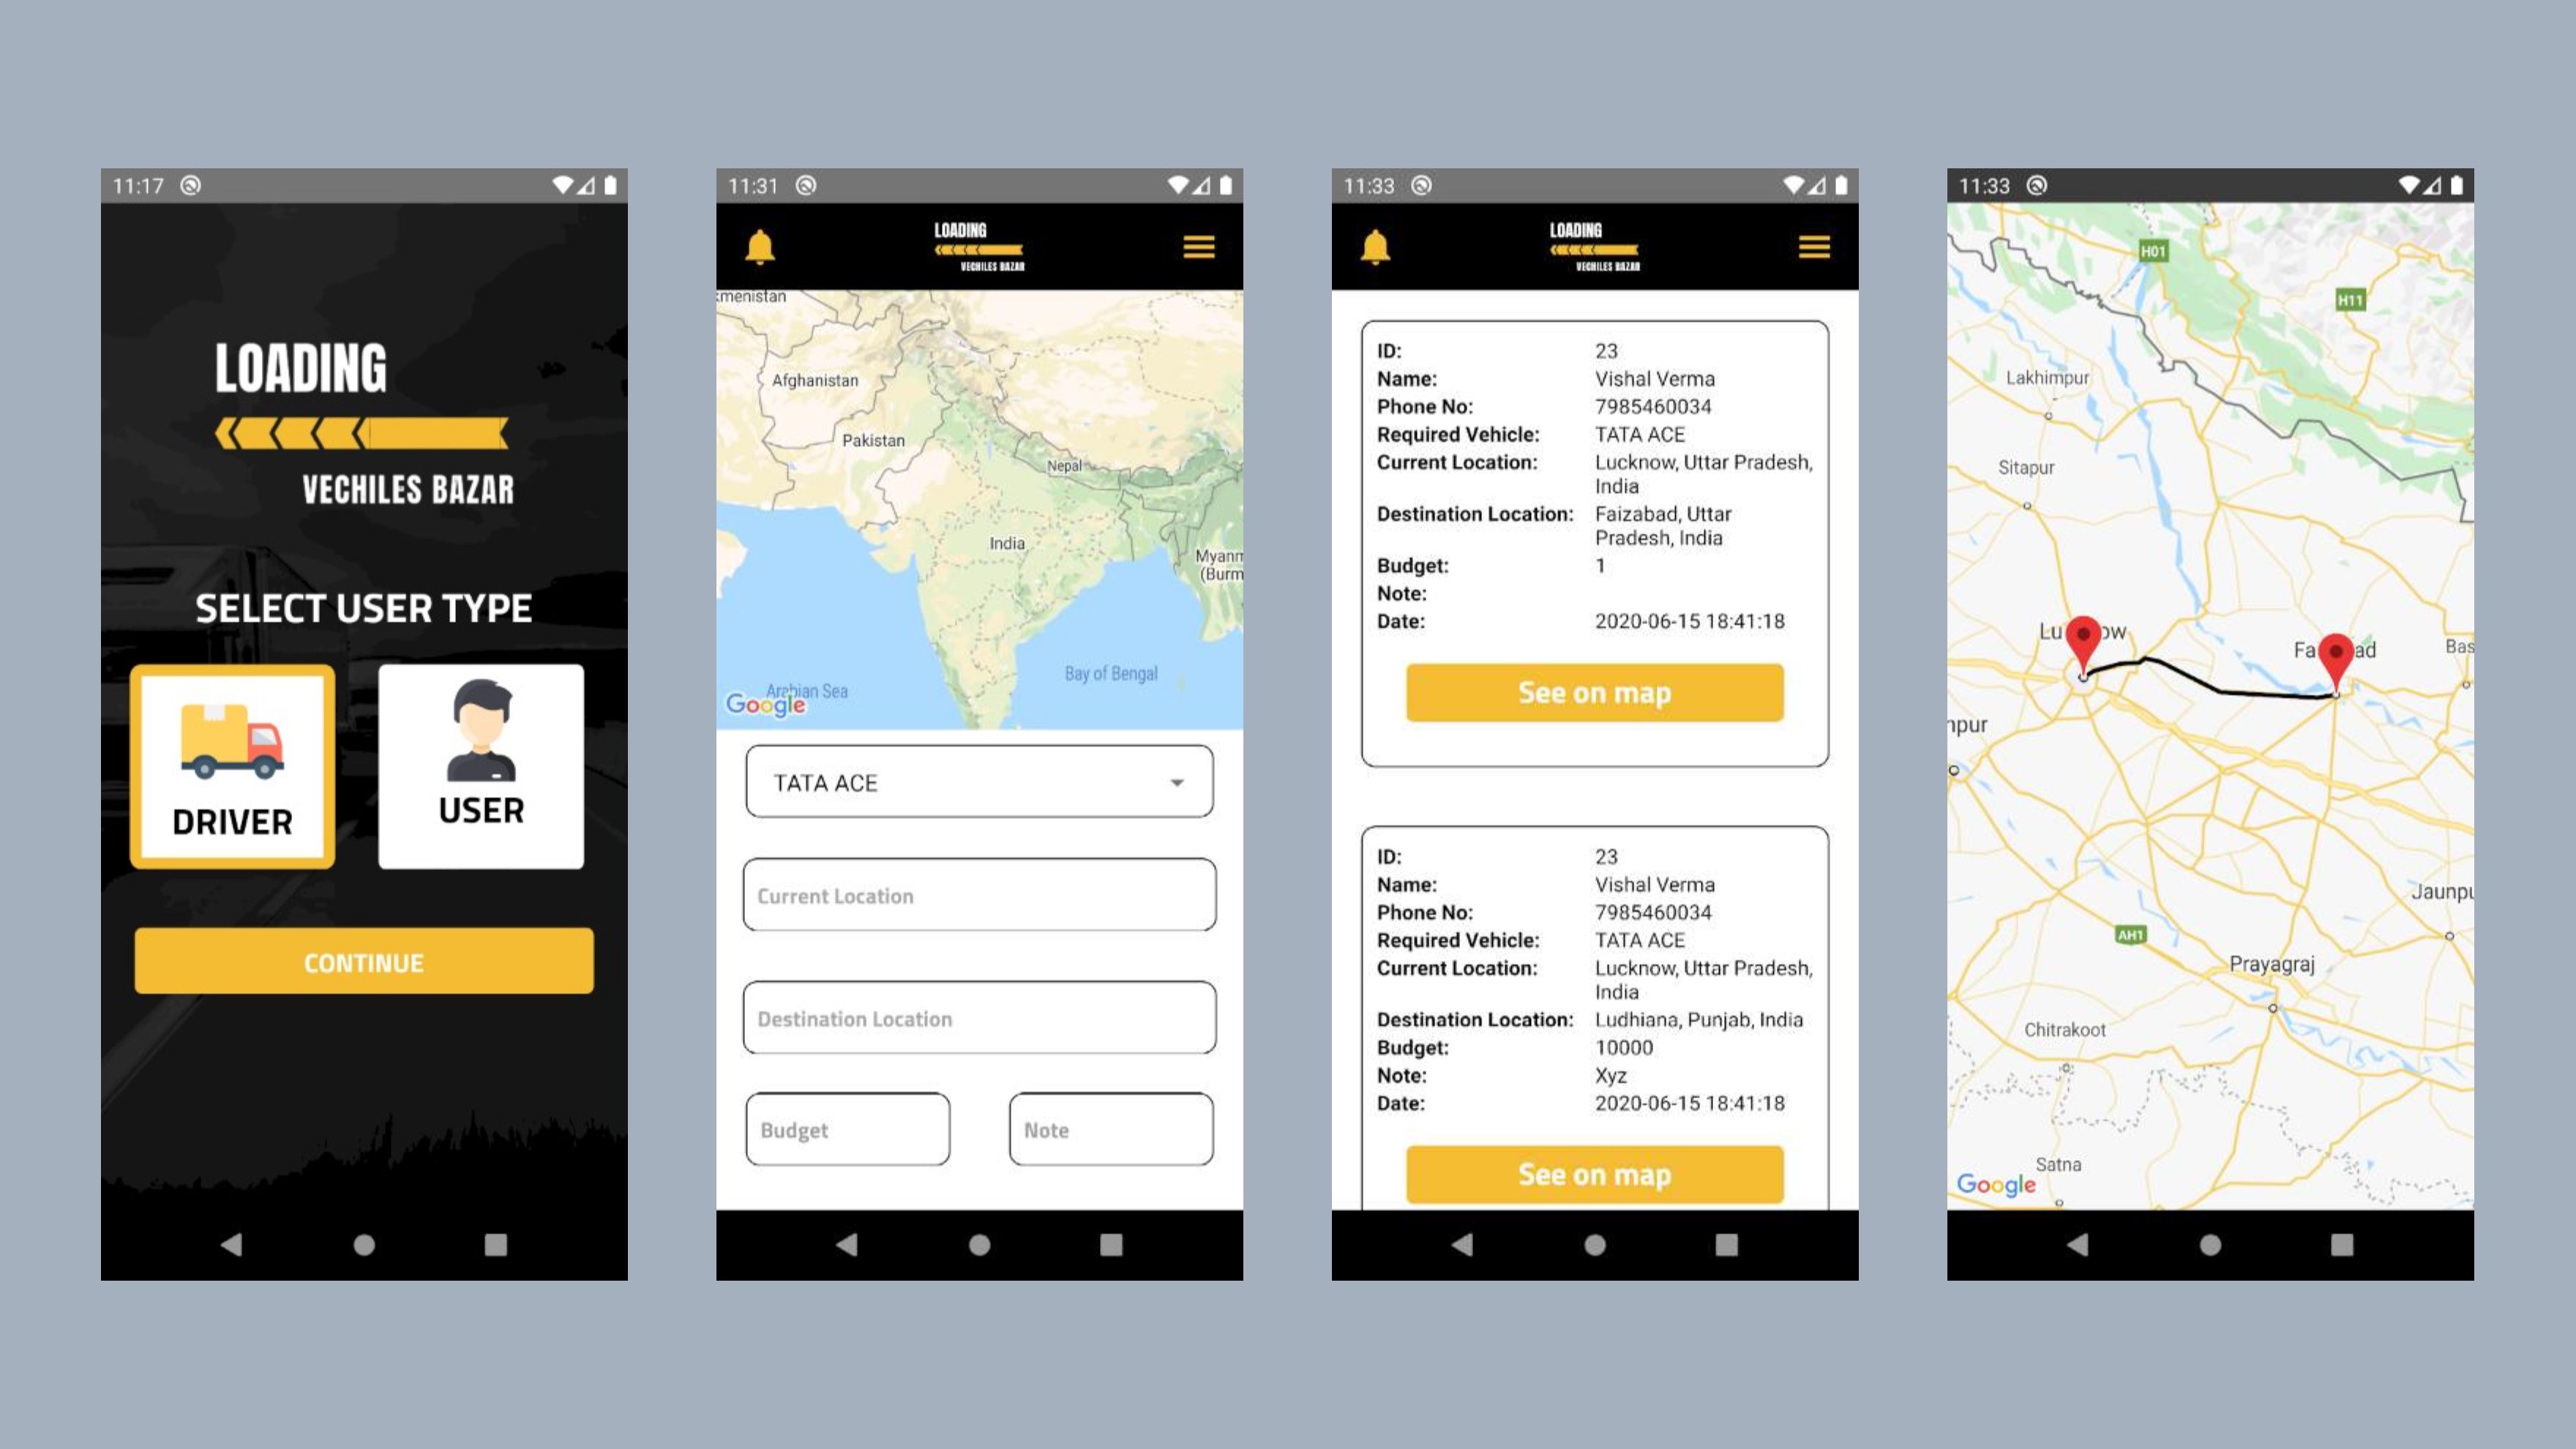 11:17
LOADING
VECHILES BAZAR
SELECT USER TYPE
DRIVER
USER
CONTINUE
11:31
LOADING
VECHILES BAZAR
kmenistan
Afghanistan
Pakistan
Nepal
India
Myanm
(Burm
Bay of Bengal
Arabian Sea
Google
TATA ACE
Current Location
Destination Location
Budget
Note
11:33
LOADING
VECHILES BAZAR
ID: 23
Name: Vishal Verma
Phone No: 7985460034
Required Vehicle: TATA ACE
Current Location: Lucknow, Uttar Pradesh,
India
Destination Location: Faizabad, Uttar
Pradesh, India
Budget: 1
Note:
Date: 2020-06-15 18:41:18
See on map
ID: 23
Name: Vishal Verma
Phone No: 7985460034
Required Vehicle: TATA ACE
Current Location: Lucknow, Uttar Pradesh,
India
Destination Location: Ludhiana, Punjab, India
Budget: 10000
Note: Xyz
Date: 2020-06-15 18:41:18
See on map
11:33
H01
H11
Lakhimpur
Sitapur
Lu ow
Fa ad
Bas
npur
Jaunpu
AH1
Prayagraj
Chitrakoot
Satna
Google